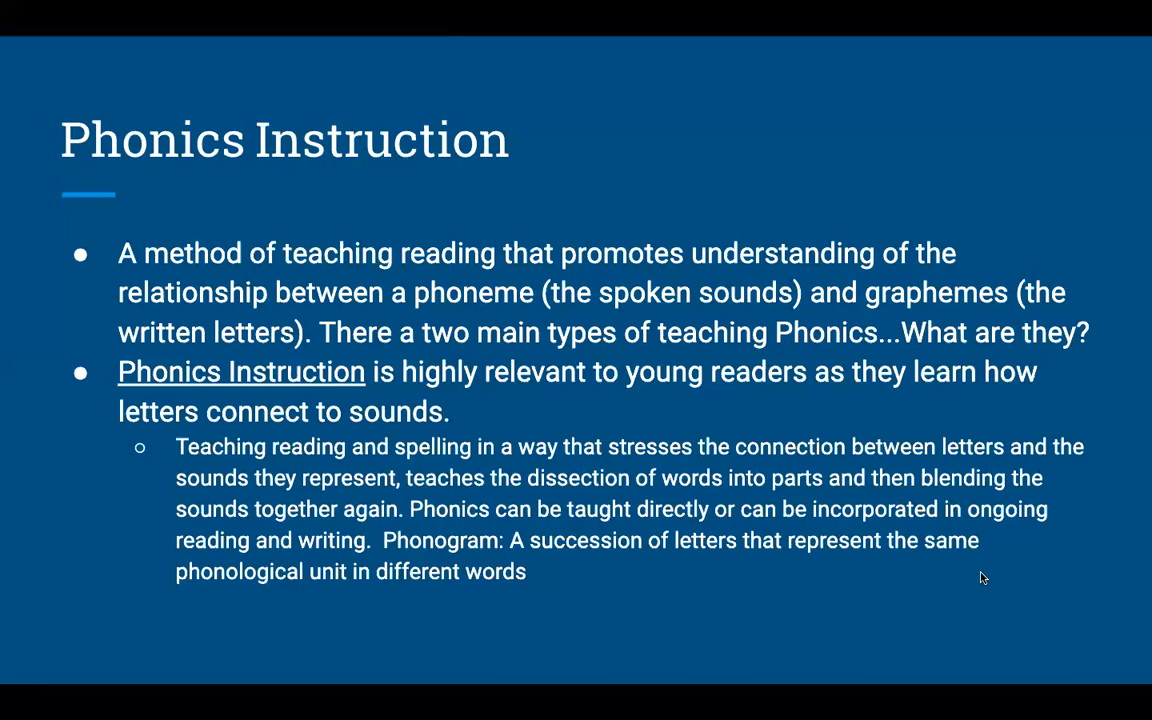 Phonics Instruction
● A method of teaching reading that promotes understanding of the
relationship between a phoneme (the spoken sounds) and graphemes (the
written letters). There a two main types of teaching Phonics...What are they?
● Phonics Instruction is highly relevant to young readers as they learn how
letters connect to sounds.
○ Teaching reading and spelling in a way that stresses the connection between letters and the
sounds they represent, teaches the dissection of words into parts and then blending the
sounds together again. Phonics can be taught directly or can be incorporated in ongoing
reading and writing.  Phonogram: A succession of letters that represent the same
phonological unit in different words